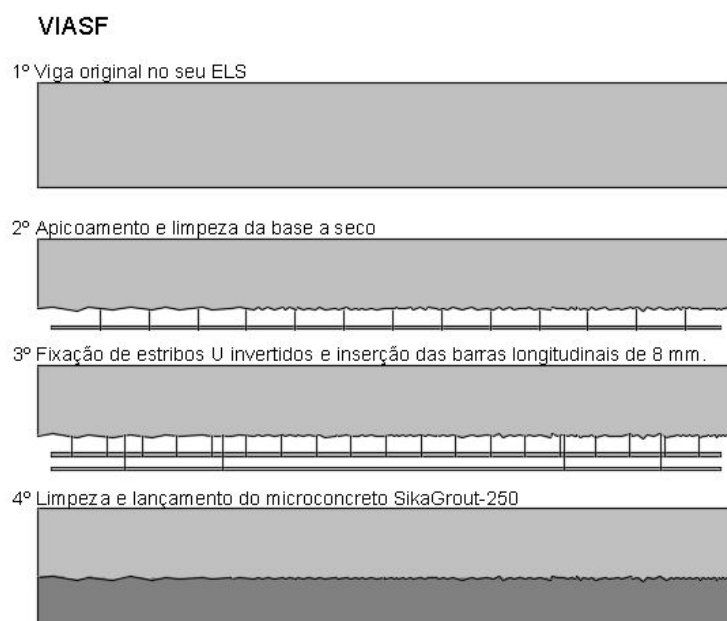 VIASF
1º Viga original no seu ELS
2º Apicoamento e limpeza da base a seco
3º Fixação de estribos U invertidos e inserção das barras longitudinais de 8 mm.
4º Limpeza e lançamento do microconcreto SikaGrout-250